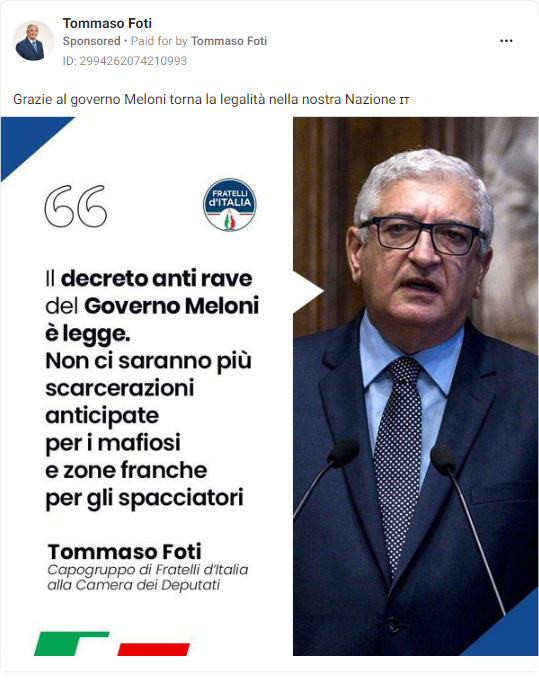 Tommaso Foti
Sponsored • Paid for by Tommaso Foti
ID: 2994262074210993
Grazie al governo Meloni torna la legalità nella nostra Nazione IT
FRATELLI
d'ITALIA
Il decreto anti rave
del Governo Meloni
è legge.
Non ci saranno più
scarcerazioni
anticipate
per i mafiosi
e zone franche
per gli spacciatori
Tommaso Foti
Capogruppo di Fratelli d'Italia
alla Camera dei Deputati